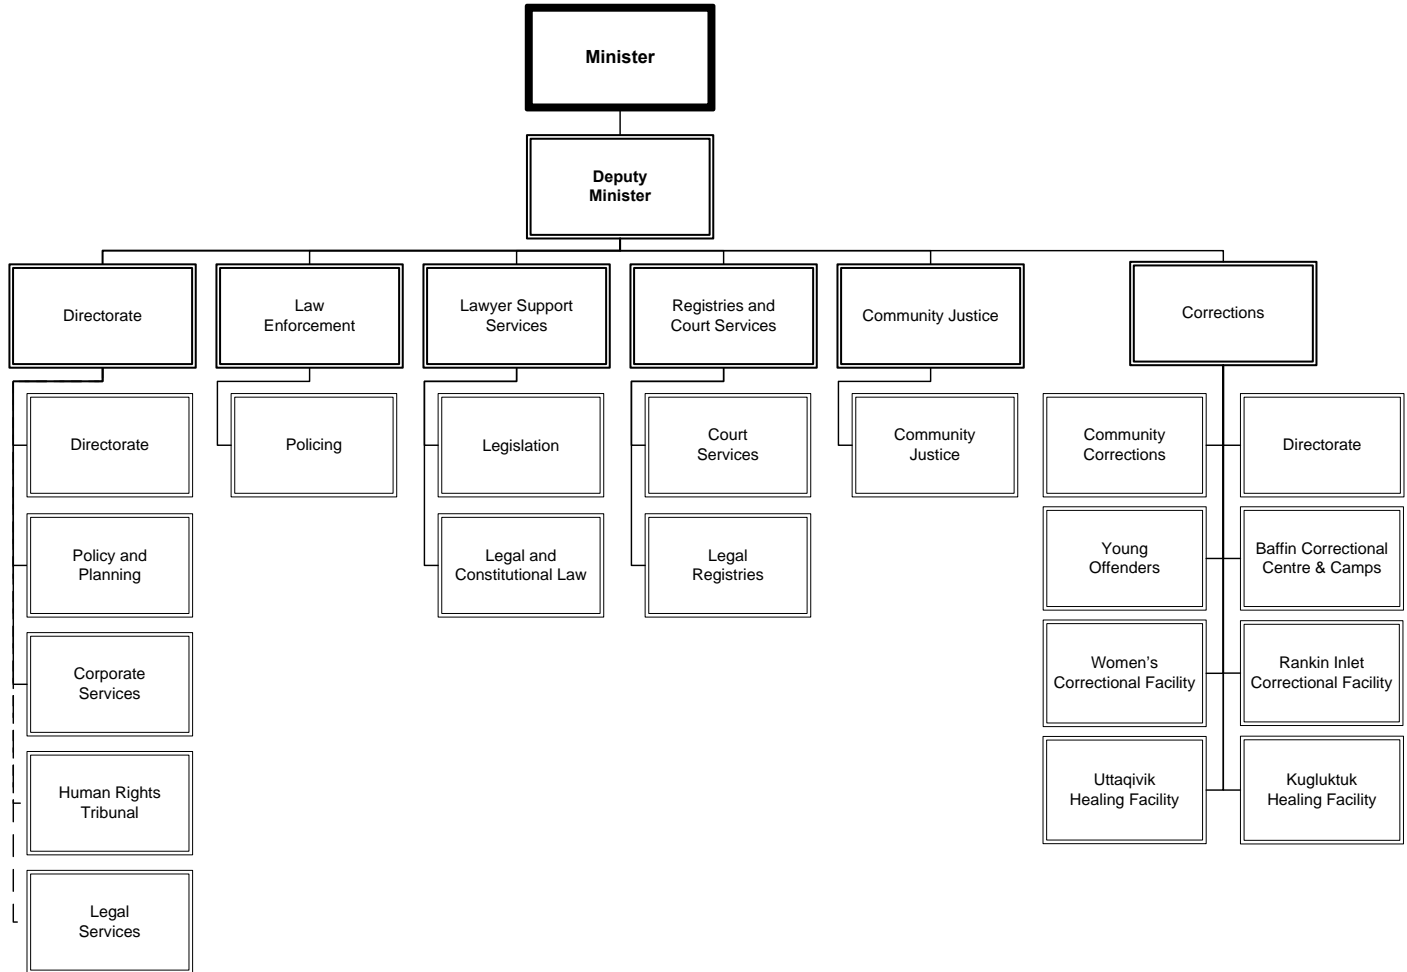 Minister
Deputy
Minister
Directorate
Law
Enforcement
Lawyer Support
Services
Registries and
Court Services
Community Justice
Corrections
Directorate
Policing
Legislation
Court
Services
Community
Justice
Community
Corrections
Directorate
Policy and
Planning
Legal and
Constitutional Law
Legal
Registries
Young
Offenders
Baffin Correctional
Centre & Camps
Corporate
Services
Women’s
Correctional Facility
Rankin Inlet
Correctional Facility
Human Rights
Tribunal
Uttaqivik
Healing Facility
Kugluktuk
Healing Facility
Legal
Services